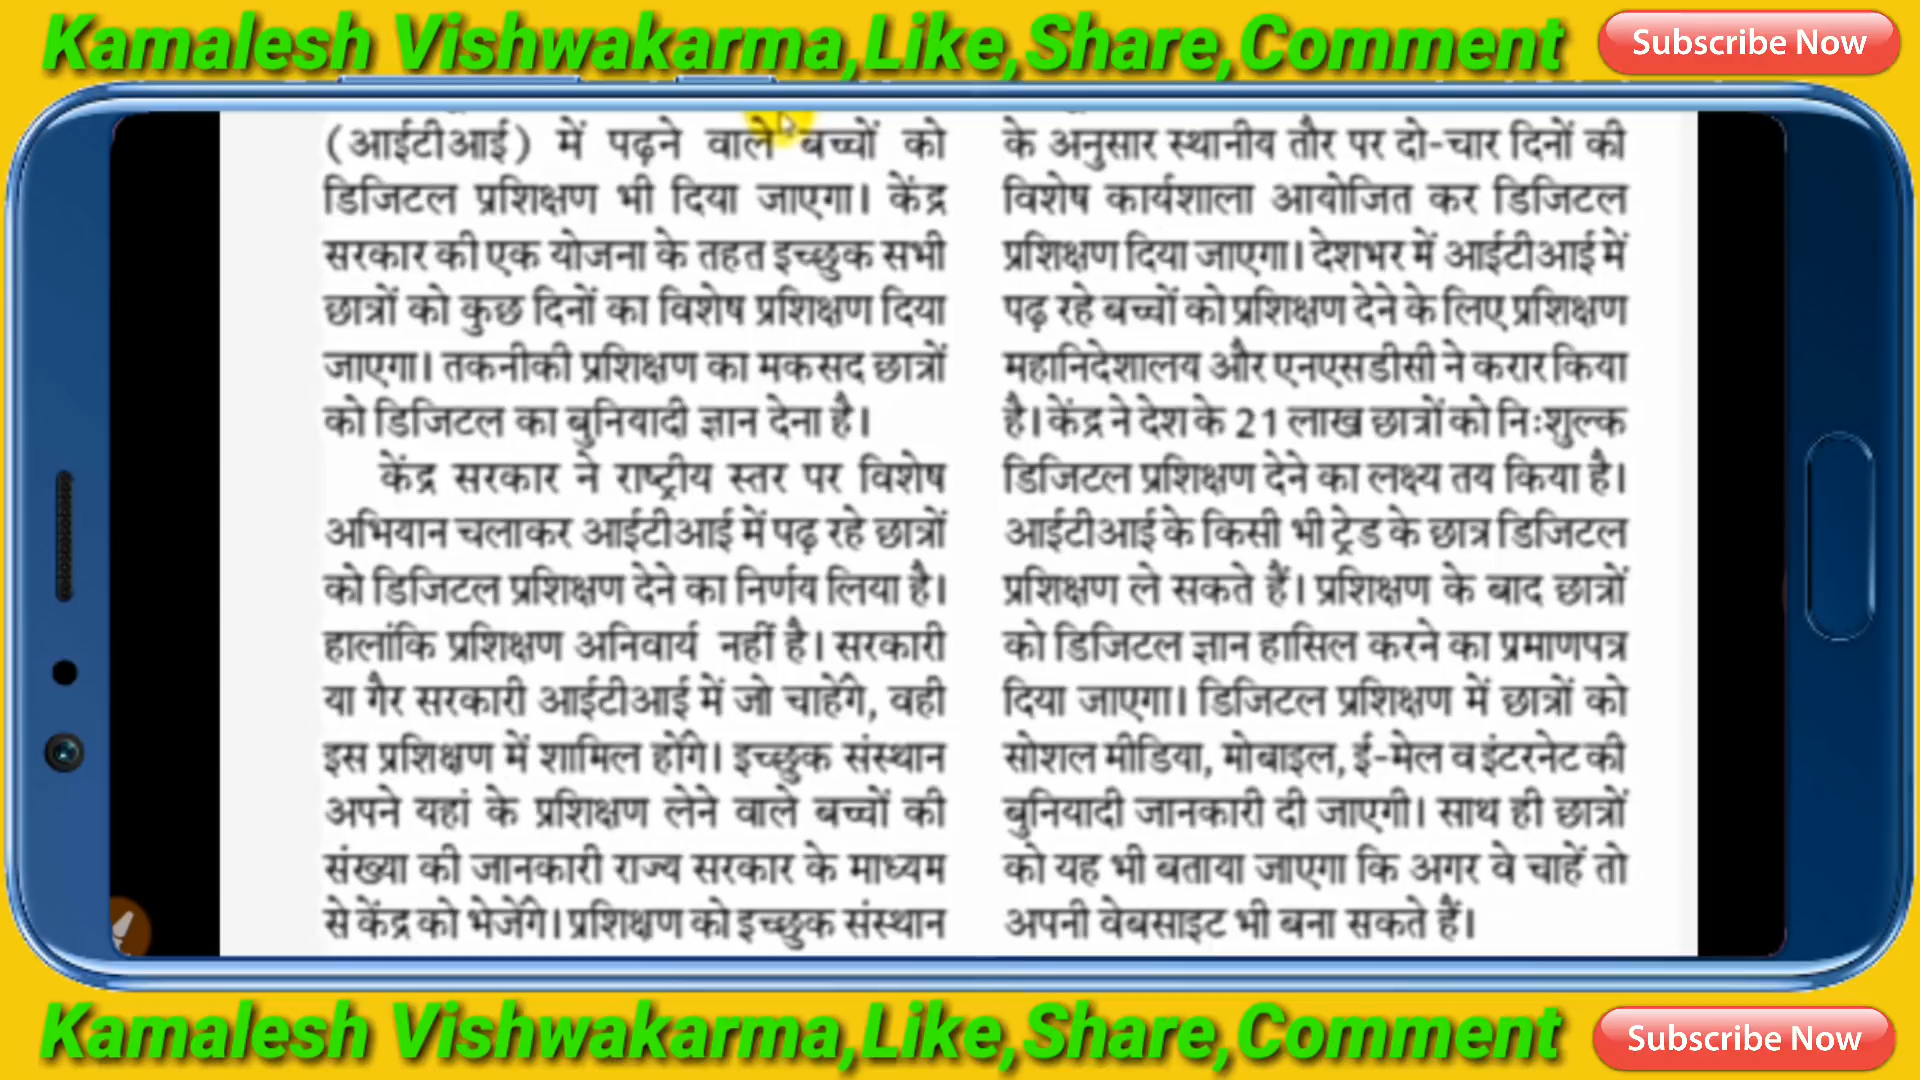 Kamalesh Vishwakarma,Like,Share,Comment
Subscribe Now
(आईटीआई) में पढ़ने वाले बच्चों को
डिजिटल प्रशिक्षण भी दिया जाएगा। केंद्र
सरकार की एक योजना के तहत इच्छुक सभी
छात्रों को कुछ दिनों का विशेष प्रशिक्षण दिया
जाएगा। तकनीकी प्रशिक्षण का मकसद छात्रों
को डिजिटल का बुनियादी ज्ञान देना है।
केंद्र सरकार ने राष्ट्रीय स्तर पर विशेष
अभियान चलाकर आईटीआई में पढ़ रहे छात्रों
को डिजिटल प्रशिक्षण देने का निर्णय लिया है।
हालांकि प्रशिक्षण अनिवार्य नहीं है। सरकारी
या गैर सरकारी आईटीआई में जो चाहेंगे, वही
इस प्रशिक्षण में शामिल होंगे। इच्छुक संस्थान
अपने यहां के प्रशिक्षण लेने वाले बच्चों की
संख्या की जानकारी राज्य सरकार के माध्यम
से केंद्र को भेजेंगे। प्रशिक्षण को इच्छुक संस्थान
के अनुसार स्थानीय तौर पर दो-चार दिनों की
विशेष कार्यशाला आयोजित कर डिजिटल
प्रशिक्षण दिया जाएगा। देशभर में आईटीआई में
पढ़ रहे बच्चों को प्रशिक्षण देने के लिए प्रशिक्षण
महानिदेशालय और एनएसडीसी ने करार किया
है। केंद्र ने देश के 21 लाख छात्रों को निःशुल्क
डिजिटल प्रशिक्षण देने का लक्ष्य तय किया है।
आईटीआई के किसी भी ट्रेड के छात्र डिजिटल
प्रशिक्षण ले सकते हैं। प्रशिक्षण के बाद छात्रों
को डिजिटल ज्ञान हासिल करने का प्रमाणपत्र
दिया जाएगा। डिजिटल प्रशिक्षण में छात्रों को
सोशल मीडिया, मोबाइल, ई-मेल व इंटरनेट की
बुनियादी जानकारी दी जाएगी। साथ ही छात्रों
को यह भी बताया जाएगा कि अगर वे चाहें तो
अपनी वेबसाइट भी बना सकते हैं।
Kamalesh Vishwakarma,Like,Share,Comment
Subscribe Now